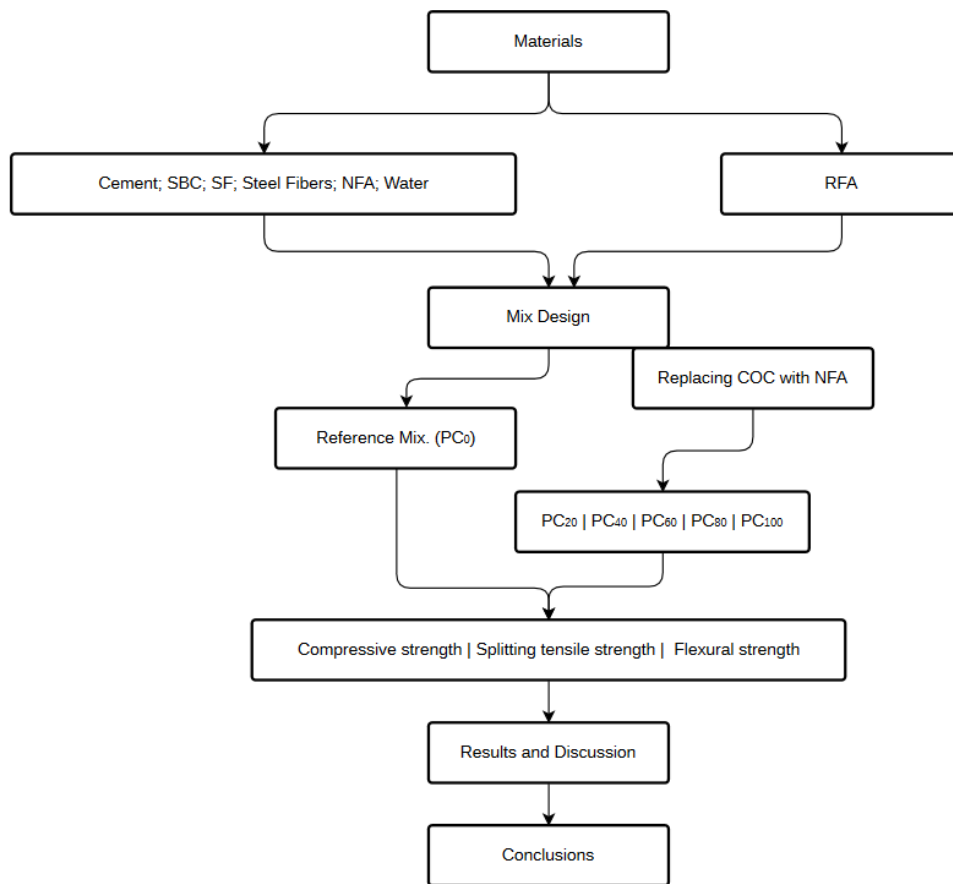 Materials
Cement; SBC; SF; Steel Fibers; NFA; Water
RFA
Mix Design
Replacing COC with NFA
Reference Mix. (PC₀)
PC₂₀ | PC₄₀ | PC₆₀ | PC₈₀ | PC₁₀₀
Compressive strength | Splitting tensile strength | Flexural strength
Results and Discussion
Conclusions